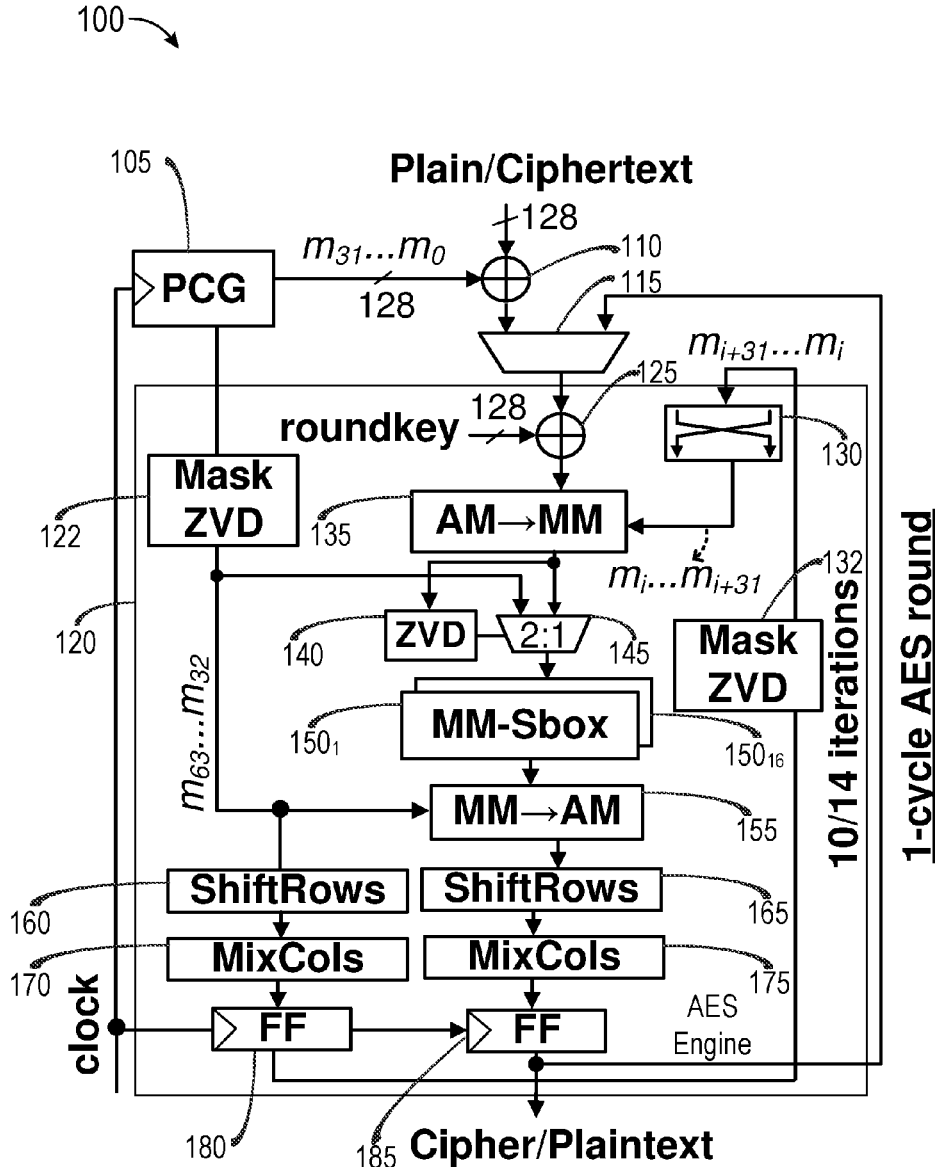 100
105
Plain/Ciphertext
128
m31...m0
110
PCG
128
115
mi+31...mi
125
128
roundkey
130
Mask
ZVD
122
135
AM→MM
mi...mi+31
132
120
140
ZVD
2:1
145
Mask
ZVD
10/14 iterations
1-cycle AES round
m63...m32
150₁
MM-Sbox
150₁₆
MM→AM
155
160
ShiftRows
ShiftRows
165
170
MixCols
MixCols
175
clock
FF
FF
AES
Engine
180
185
Cipher/Plaintext